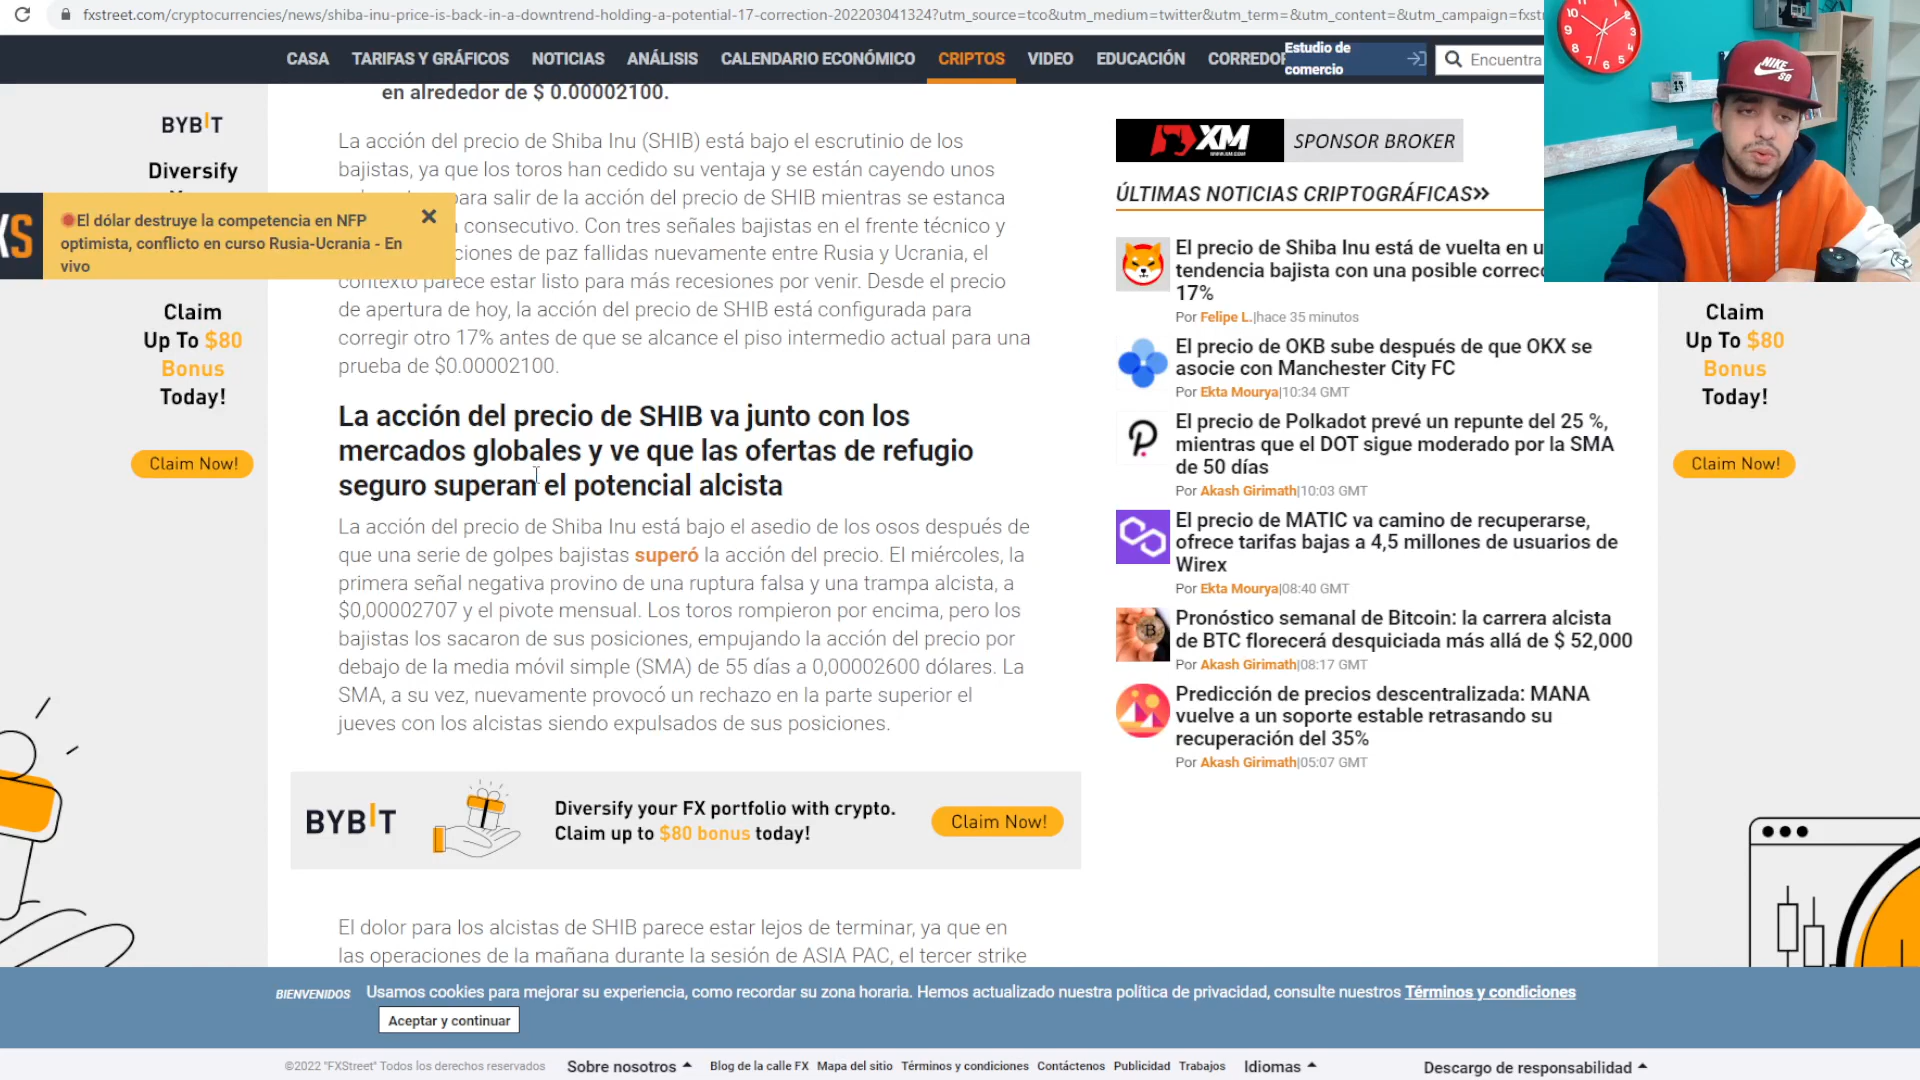 fxstreet.com/cryptocurrencies/news/shiba-inu-price-is-back-in-a-downtrend-holding-a-potential-17-correction-202203041324?utm_source=tco&utm_medium=twitter&utm_term=&utm_content=&utm_campaign=fxstr
CASA TARIFAS Y GRÁFICOS NOTICIAS ANÁLISIS CALENDARIO ECONÓMICO CRIPTOS VIDEO EDUCACIÓN CORREDOR
Estudio de
comercio
Encuentra
en alrededor de $ 0.00002100.
La acción del precio de Shiba Inu (SHIB) está bajo el escrutinio de los
bajistas, ya que los toros han cedido su ventaja y se están cayendo unos
para salir de la acción del precio de SHIB mientras se estanca
consecutivo. Con tres señales bajistas en el frente técnico y
ciones de paz fallidas nuevamente entre Rusia y Ucrania, el
contexto parece estar listo para más recesiones por venir. Desde el precio
de apertura de hoy, la acción del precio de SHIB está configurada para
corregir otro 17% antes de que se alcance el piso intermedio actual para una
prueba de $0.00002100.
La acción del precio de SHIB va junto con los
mercados globales y ve que las ofertas de refugio
seguro superan el potencial alcista
La acción del precio de Shiba Inu está bajo el asedio de los osos después de
que una serie de golpes bajistas superó la acción del precio. El miércoles, la
primera señal negativa provino de una ruptura falsa y una trampa alcista, a
$0,00002707 y el pivote mensual. Los toros rompieron por encima, pero los
bajistas los sacaron de sus posiciones, empujando la acción del precio por
debajo de la media móvil simple (SMA) de 55 días a 0,00002600 dólares. La
SMA, a su vez, nuevamente provocó un rechazo en la parte superior el
jueves con los alcistas siendo expulsados de sus posiciones.
BYBIT
Diversify your FX portfolio with crypto.
Claim up to $80 bonus today!
Claim Now!
El dolor para los alcistas de SHIB parece estar lejos de terminar, ya que en
las operaciones de la mañana durante la sesión de ASIA PAC, el tercer strike
BYBIT
Diversify
XS
El dólar destruye la competencia en NFP
optimista, conflicto en curso Rusia-Ucrania - En
vivo
Claim
Up To $80
Bonus
Today!
Claim Now!
XM
WWW.XM.COM
SPONSOR BROKER
ÚLTIMAS NOTICIAS CRIPTOGRÁFICAS»
El precio de Shiba Inu está de vuelta en u
tendencia bajista con una posible correcc
17%
Por Felipe L.|hace 35 minutos
El precio de OKB sube después de que OKX se
asocie con Manchester City FC
Por Ekta Mourya|10:34 GMT
El precio de Polkadot prevé un repunte del 25 %,
mientras que el DOT sigue moderado por la SMA
de 50 días
Por Akash Girimath|10:03 GMT
El precio de MATIC va camino de recuperarse,
ofrece tarifas bajas a 4,5 millones de usuarios de
Wirex
Por Ekta Mourya|08:40 GMT
Pronóstico semanal de Bitcoin: la carrera alcista
de BTC florecerá desquiciada más allá de $ 52,000
Por Akash Girimath|08:17 GMT
Predicción de precios descentralizada: MANA
vuelve a un soporte estable retrasando su
recuperación del 35%
Por Akash Girimath|05:07 GMT
NIKE
SB
Claim
Up To $80
Bonus
Today!
Claim Now!
BIENVENIDOS Usamos cookies para mejorar su experiencia, como recordar su zona horaria. Hemos actualizado nuestra política de privacidad, consulte nuestros Términos y condiciones
Aceptar y continuar
©2022 "FXStreet" Todos los derechos reservados Sobre nosotros Blog de la calle FX Mapa del sitio Términos y condiciones Contáctenos Publicidad Trabajos Idiomas Descargo de responsabilidad